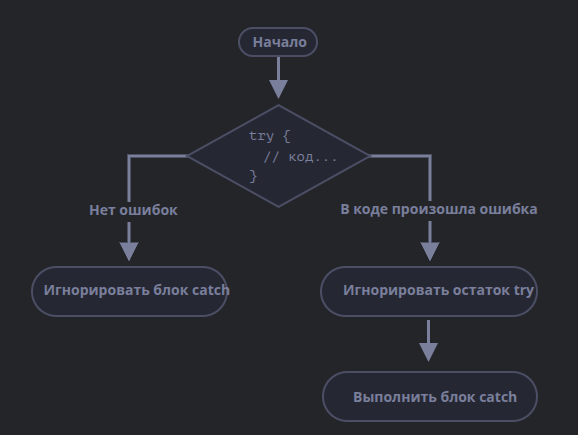 Начало
try {
// код...
}
Нет ошибок
В коде произошла ошибка
Игнорировать блок catch
Игнорировать остаток try
Выполнить блок catch